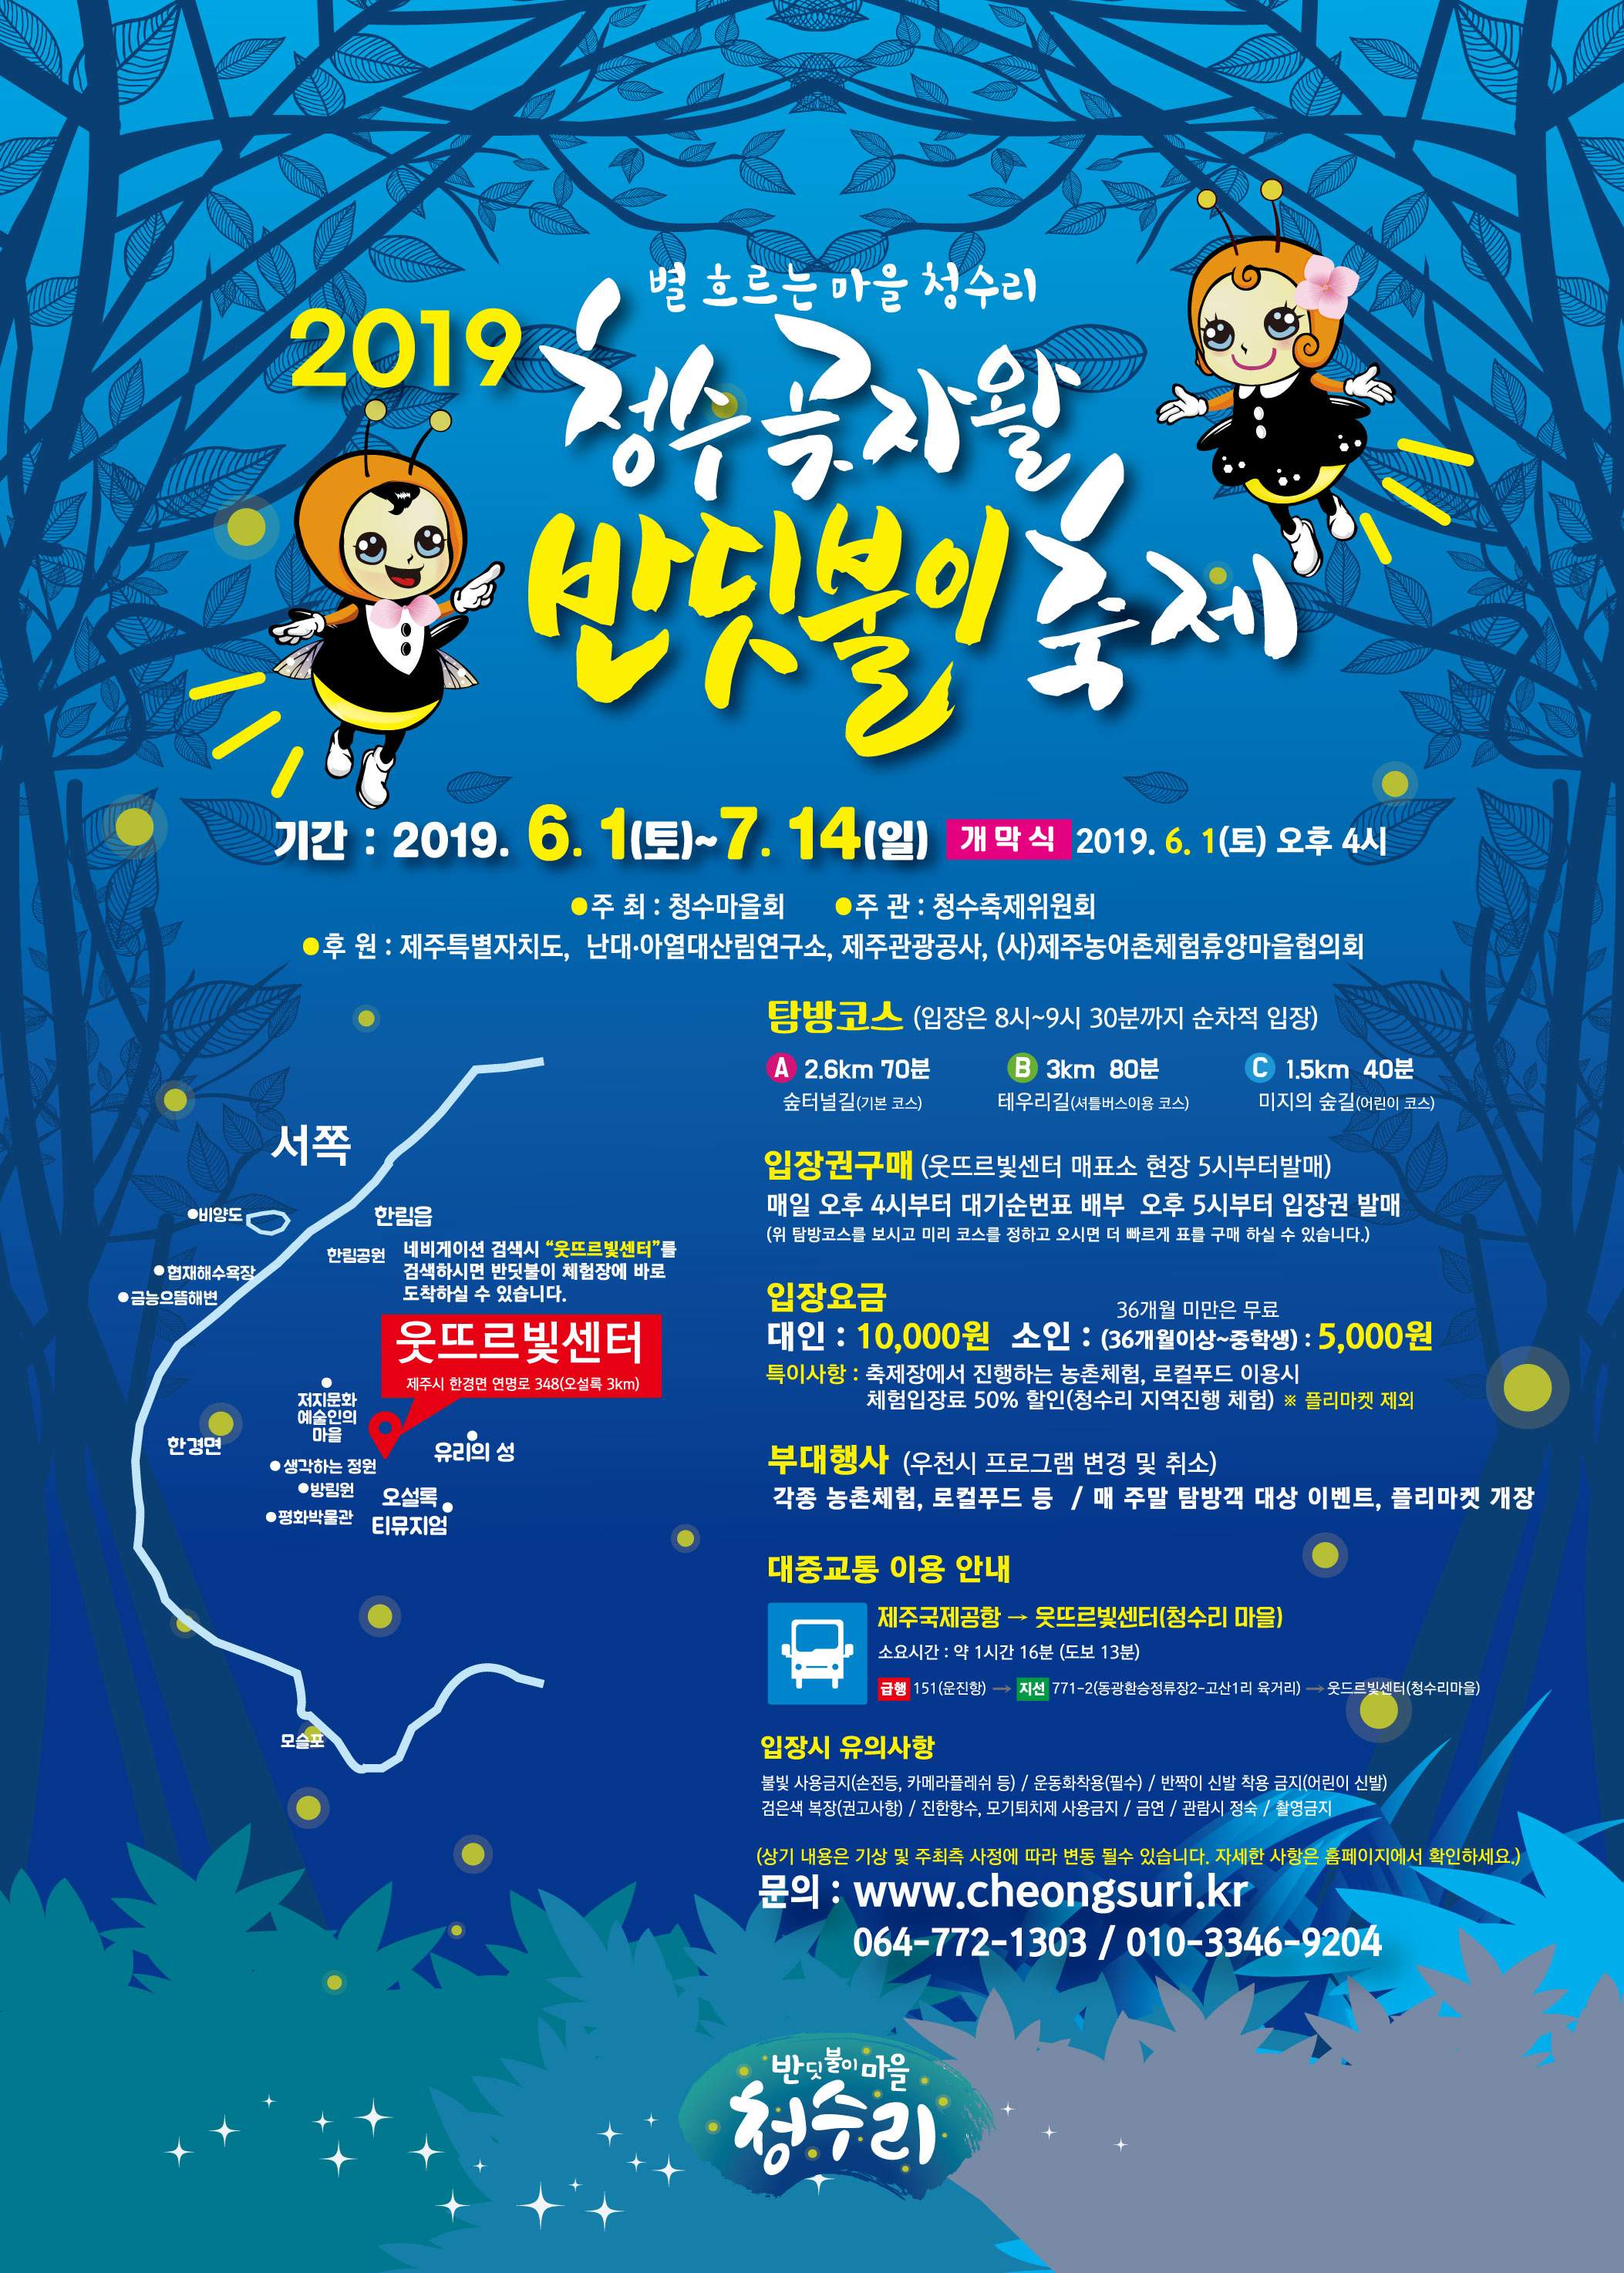 별 흐르는 마을 청수리
2019 청수 곶자왈
반딧불이 축제
기간 : 2019. 6. 1(토)~7. 14(일) 개막식 2019. 6. 1(토) 오후 4시
●주 최 : 청수마을회 ●주 관 : 청수축제위원회
●후 원 : 제주특별자치도, 난대·아열대산림연구소, 제주관광공사, (사)제주농어촌체험휴양마을협의회
서쪽
●비양도
한림읍
한림공원
●협재해수욕장
●금능으뜸해변
네비게이션 검색시 "웃뜨르빛센터"를
검색하시면 반딧불이 체험장에 바로
도착하실 수 있습니다.
웃뜨르빛센터
제주시 한경면 연명로 348(오설록 3km)
저지문화
예술인의
마을
한경면
유리의 성
●생각하는 정원
●방림원
●평화박물관
오설록
티뮤지엄
모슬포
탐방코스 (입장은 8시~9시 30분까지 순차적 입장)
A 2.6km 70분 B 3km 80분 C 1.5km 40분
숲터널길(기본 코스) 테우리길(셔틀버스이용 코스) 미지의 숲길(어린이 코스)
입장권구매 (웃뜨르빛센터 매표소 현장 5시부터발매)
매일 오후 4시부터 대기순번표 배부 오후 5시부터 입장권 발매
(위 탐방코스를 보시고 미리 코스를 정하고 오시면 더 빠르게 표를 구매 하실 수 있습니다.)
입장요금
36개월 미만은 무료
대인 : 10,000원 소인 : (36개월이상~중학생) : 5,000원
특이사항 : 축제장에서 진행하는 농촌체험, 로컬푸드 이용시
체험입장료 50% 할인(청수리 지역진행 체험) ※ 플리마켓 제외
부대행사 (우천시 프로그램 변경 및 취소)
각종 농촌체험, 로컬푸드 등 / 매 주말 탐방객 대상 이벤트, 플리마켓 개장
대중교통 이용 안내
제주국제공항 → 웃뜨르빛센터(청수리 마을)
소요시간 : 약 1시간 16분 (도보 13분)
급행 151(운진항) → 지선 771-2(동광환승정류장2-고산1리 육거리) → 웃드르빛센터(청수리마을)
입장시 유의사항
불빛 사용금지(손전등, 카메라플레쉬 등) / 운동화착용(필수) / 반짝이 신발 착용 금지(어린이 신발)
검은색 복장(권고사항) / 진한향수, 모기퇴치제 사용금지 / 금연 / 관람시 정숙 / 촬영금지
(상기 내용은 기상 및 주최측 사정에 따라 변동 될수 있습니다. 자세한 사항은 홈페이지에서 확인하세요.)
문의 : www.cheongsuri.kr
064-772-1303 / 010-3346-9204
반딧불이 마을
청수리